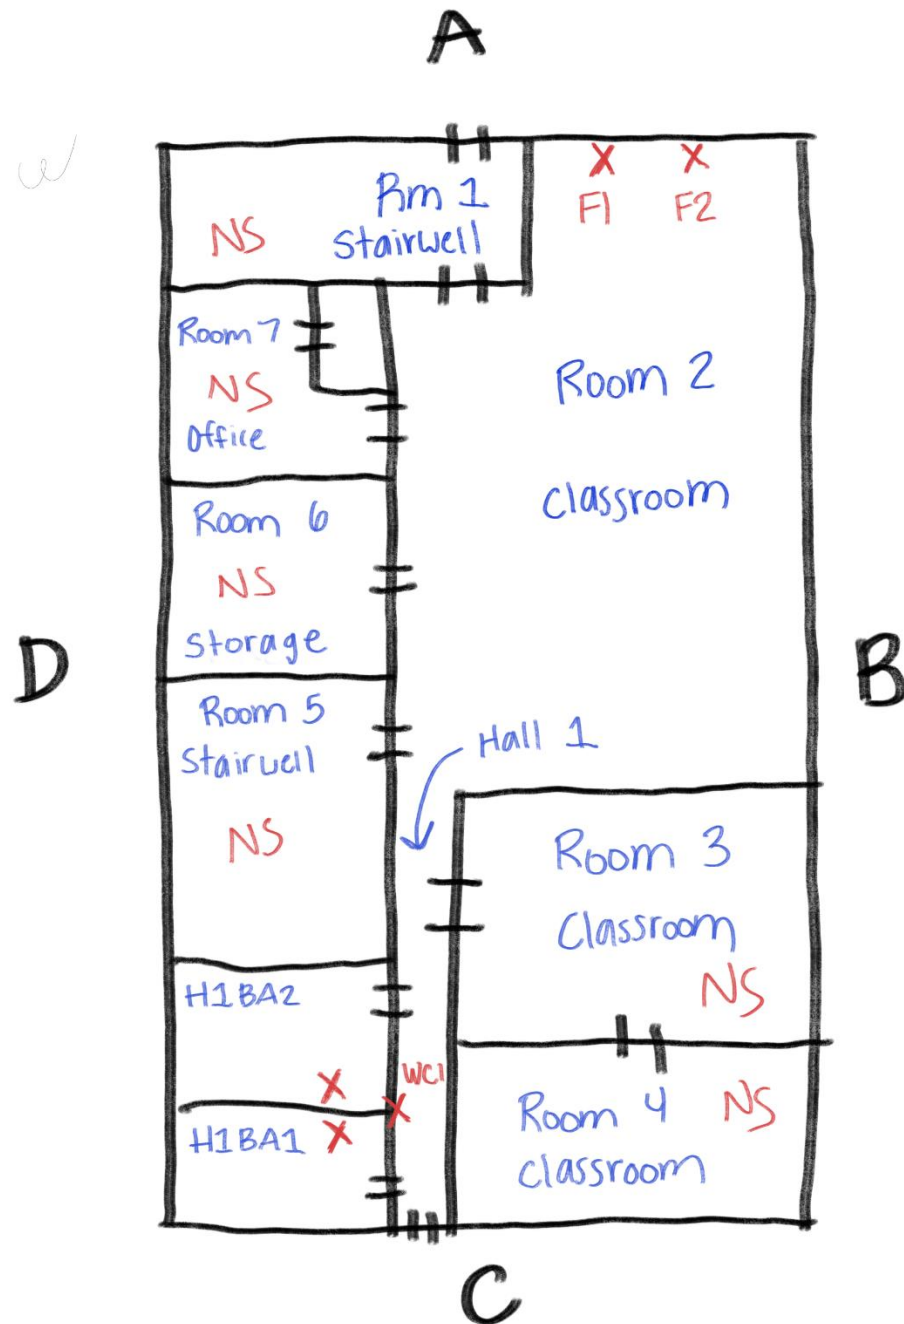 A
Rm 1
Stairwell
NS
X X
F1 F2
Room 7
NS
Office
Room 2
Classroom
Room 6
NS
Storage
D
B
Room 5
Stairwell
NS
Hall 1
Room 3
Classroom
NS
H1BA2
X
WC1
X
H1BA1
X
Room 4
NS
Classroom
C